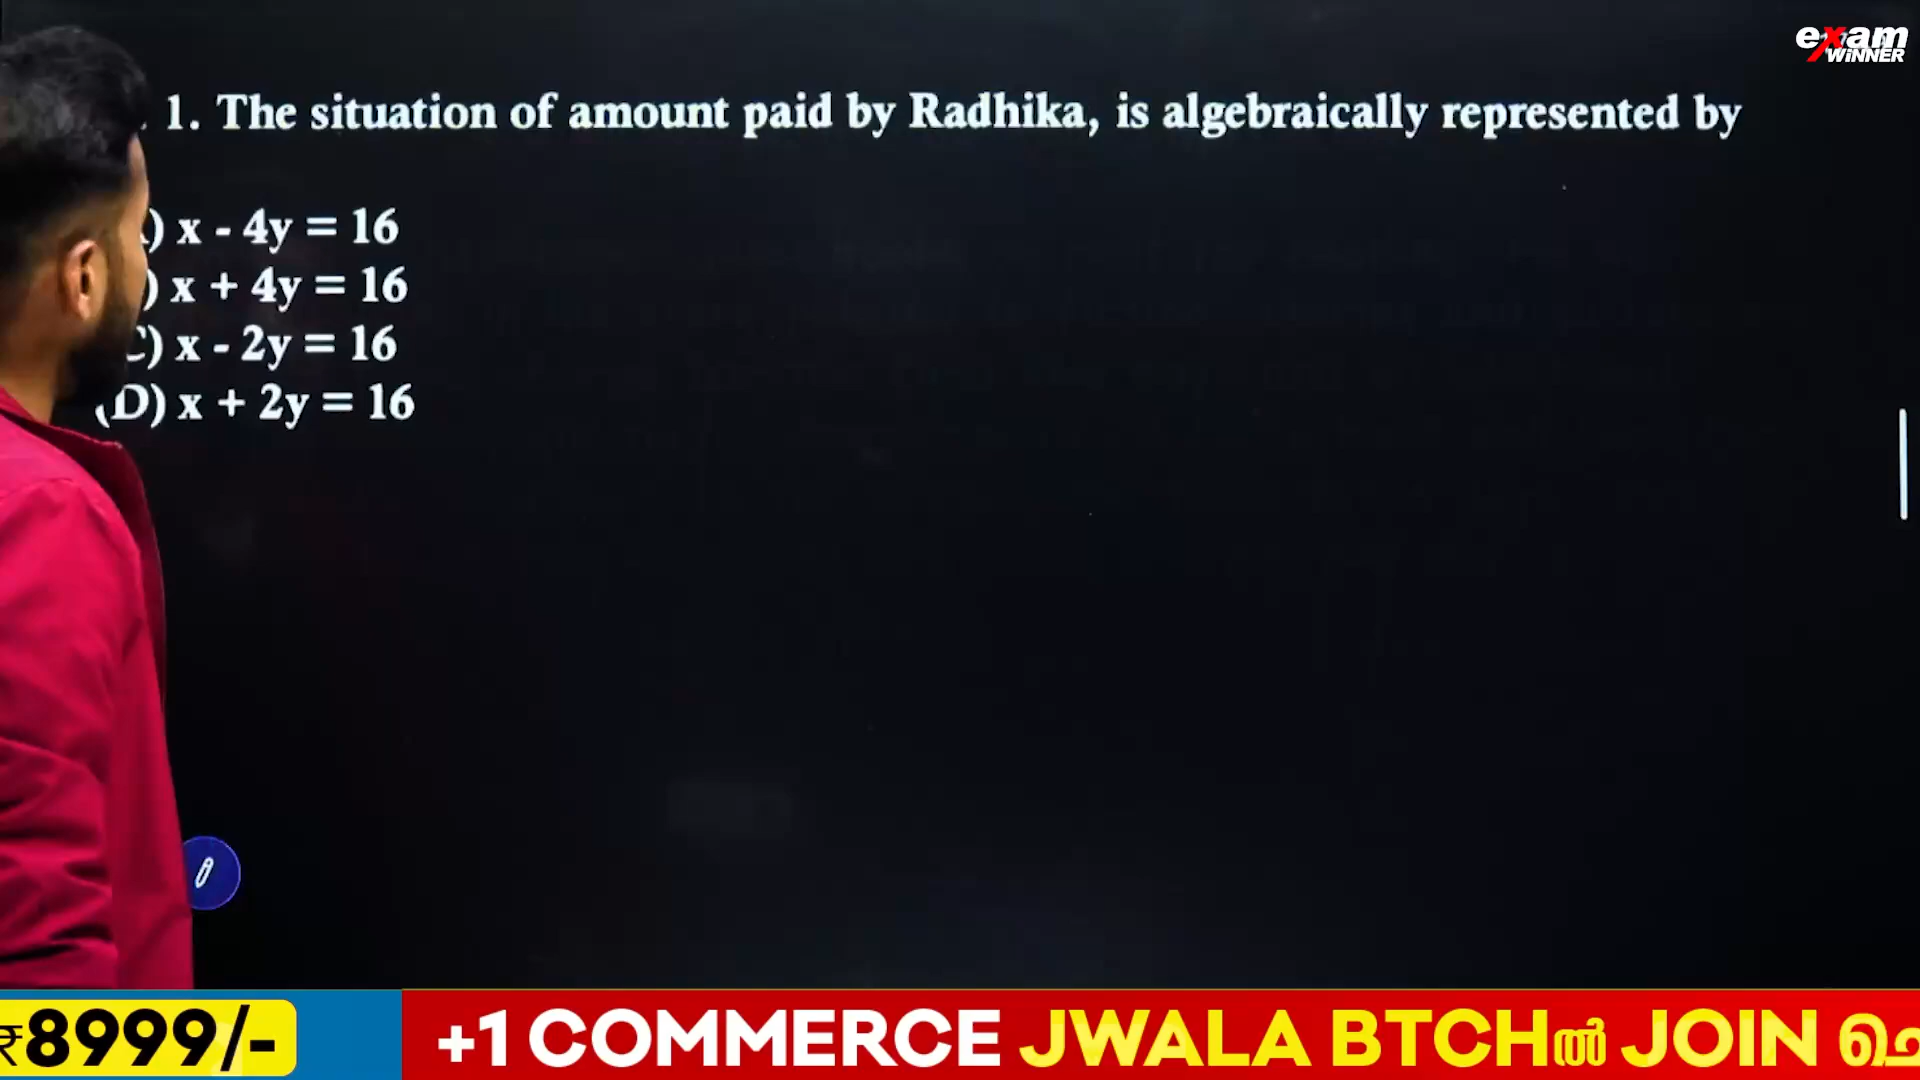 exam
WINNER
1. The situation of amount paid by Radhika, is algebraically represented by
) x - 4y = 16
) x + 4y = 16
C) x - 2y = 16
(D) x + 2y = 16
₹8999/- +1 COMMERCE JWALA BTCHൽ JOIN ചെ